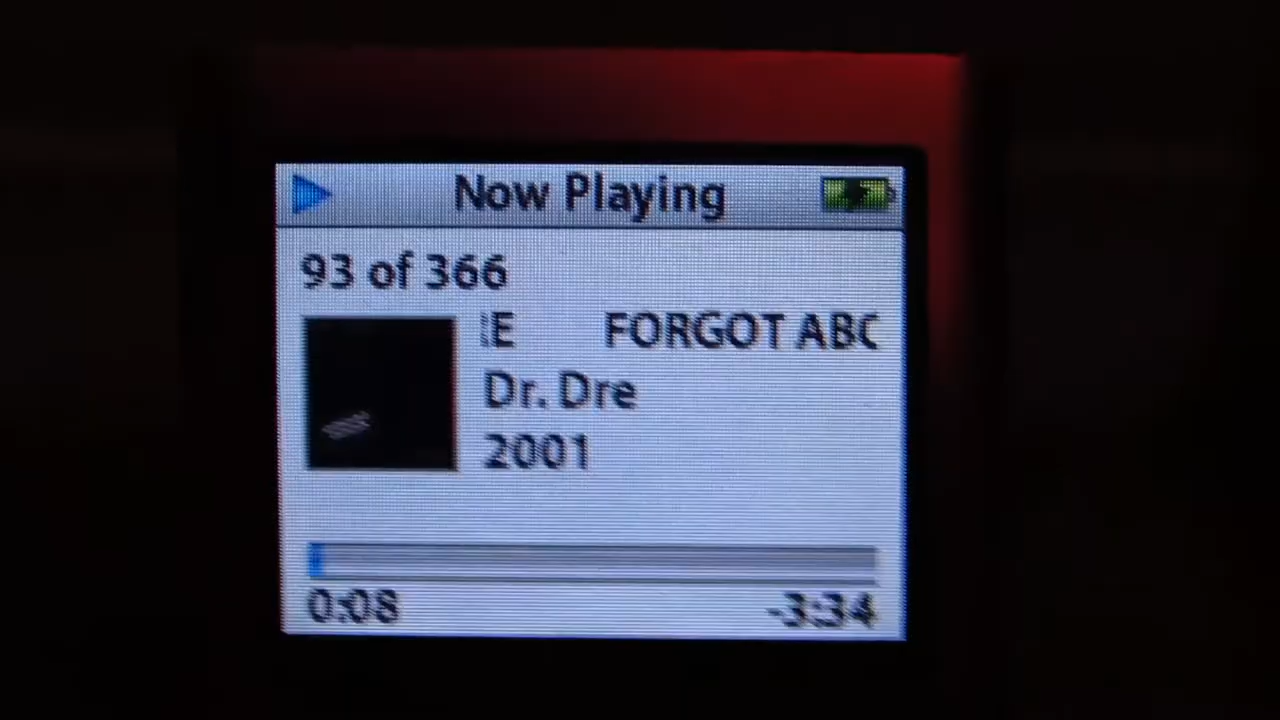 Now Playing
93 of 366
E FORGOT ABC
Dr. Dre
2001
0:08 -3:34